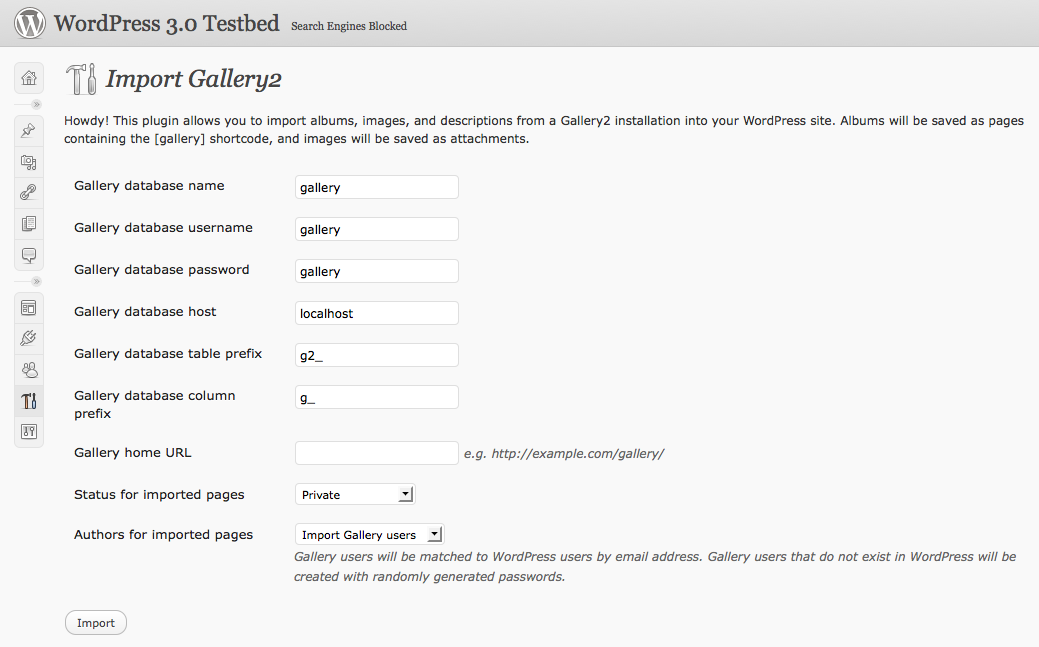 WordPress 3.0 Testbed Search Engines Blocked
Import Gallery2
Howdy! This plugin allows you to import albums, images, and descriptions from a Gallery2 installation into your WordPress site. Albums will be saved as pages
containing the [gallery] shortcode, and images will be saved as attachments.
Gallery database name gallery
Gallery database username gallery
Gallery database password gallery
Gallery database host localhost
Gallery database table prefix g2_
Gallery database column g_
prefix
Gallery home URL e.g. http://example.com/gallery/
Status for imported pages Private
Authors for imported pages Import Gallery users
Gallery users will be matched to WordPress users by email address. Gallery users that do not exist in WordPress will be
created with randomly generated passwords.
Import